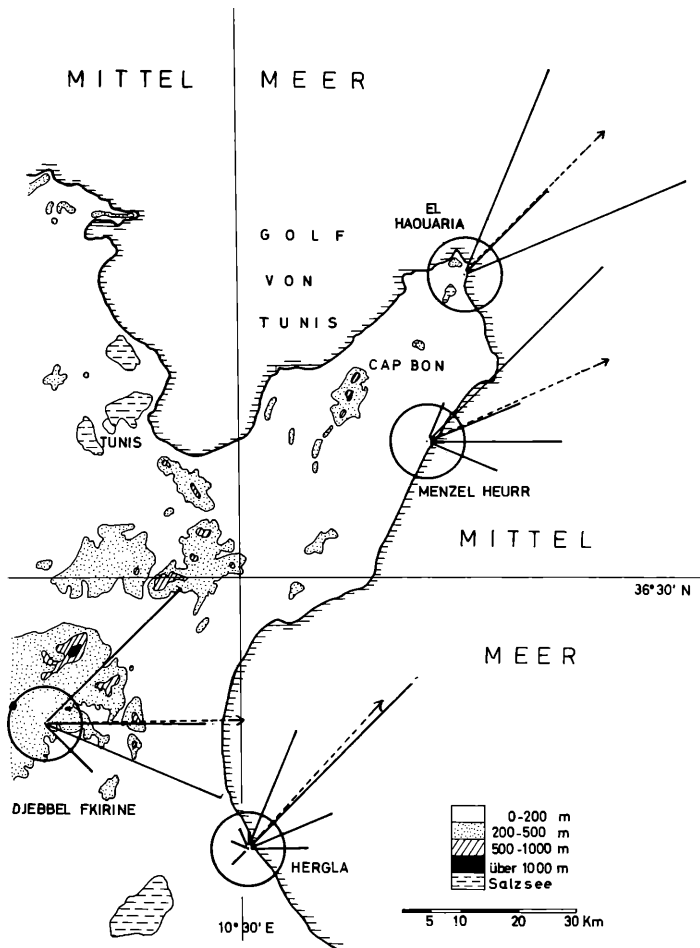 MITTEL MEER
EL
HAOUARIA
GOLF
VON
TUNIS
CAP BON
TUNIS
MENZEL HEURR
MITTEL
36° 30' N
MEER
DJEBBEL FKIRINE
HERGLA
0-200 m
200-500 m
500-1000 m
über 1000 m
Salzsee
10° 30' E
5 10 20 30 Km